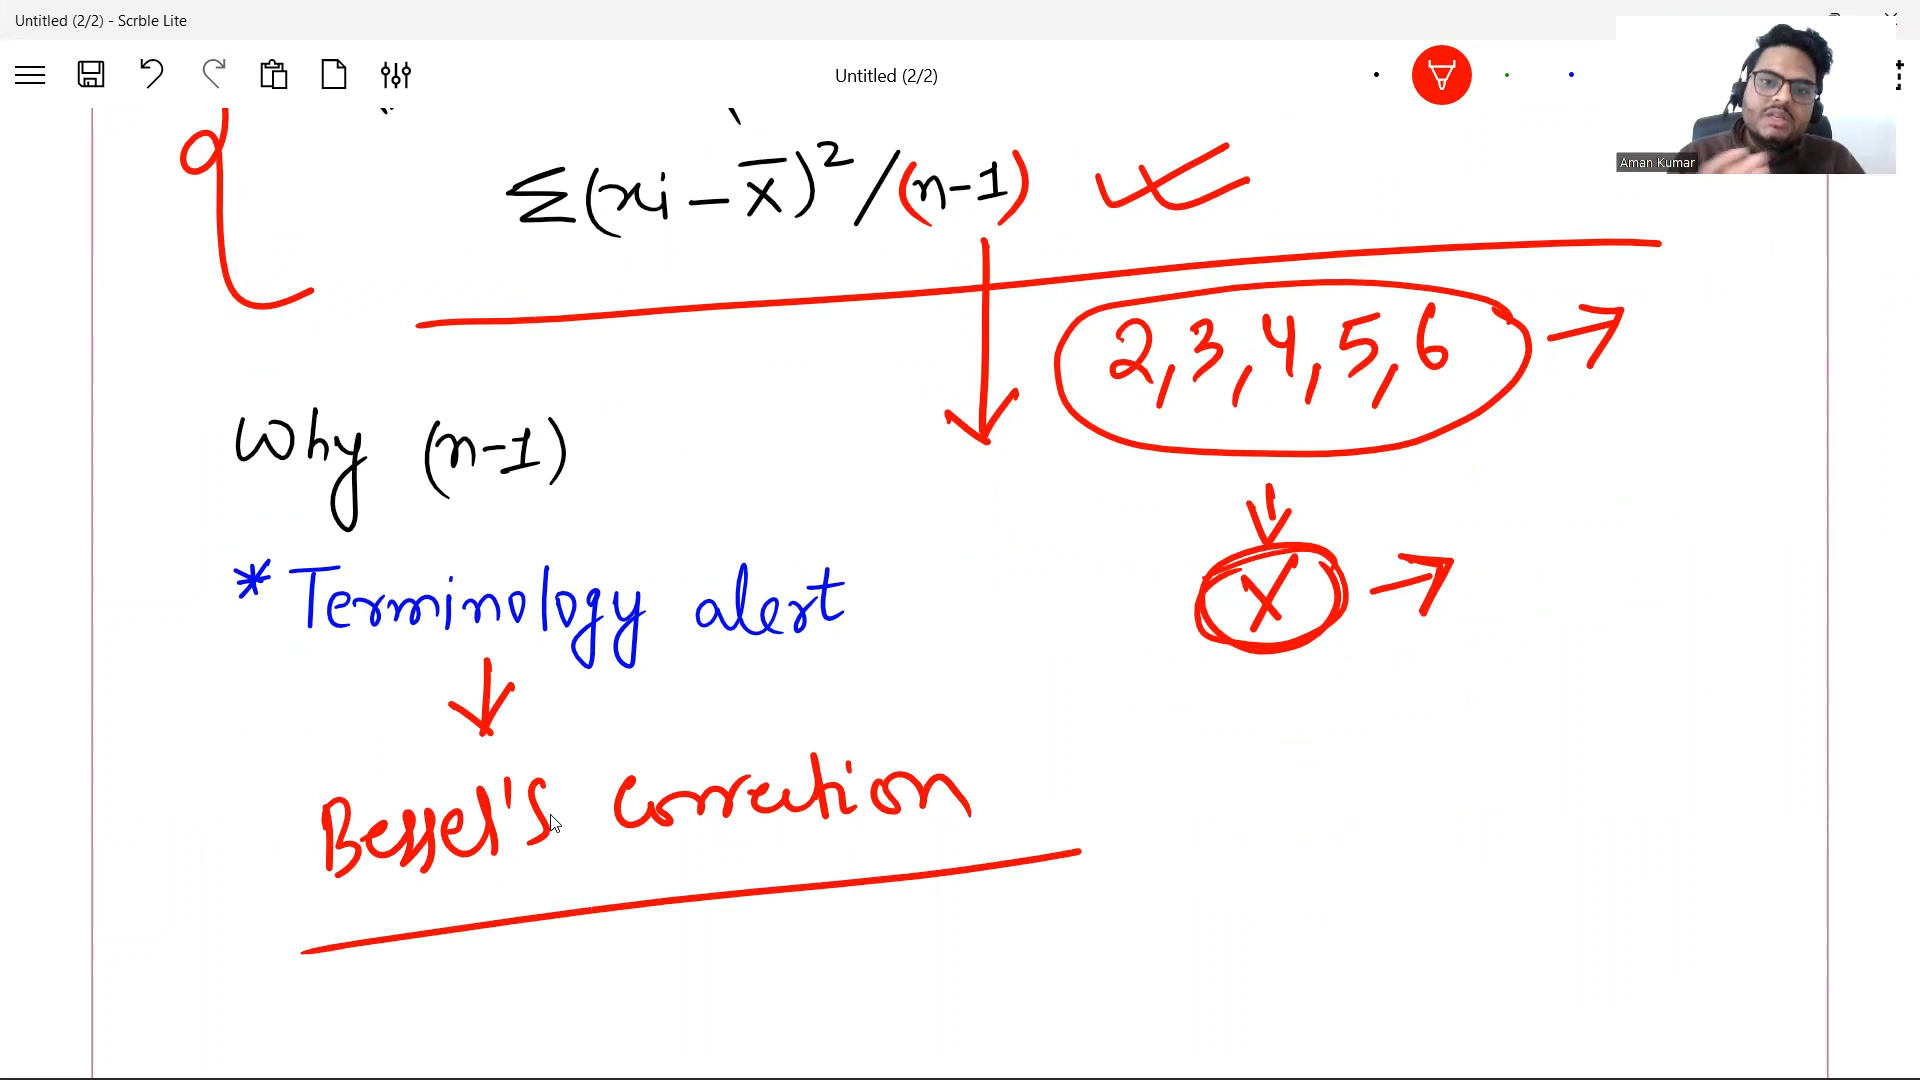 Untitled (2/2) - Scrble Lite
Untitled (2/2)
Aman Kumar
Σ(xi - x̅)² / (n-1)
2, 3, 4, 5, 6
Why (n-1)
X
* Terminology alert
Bessel's correction